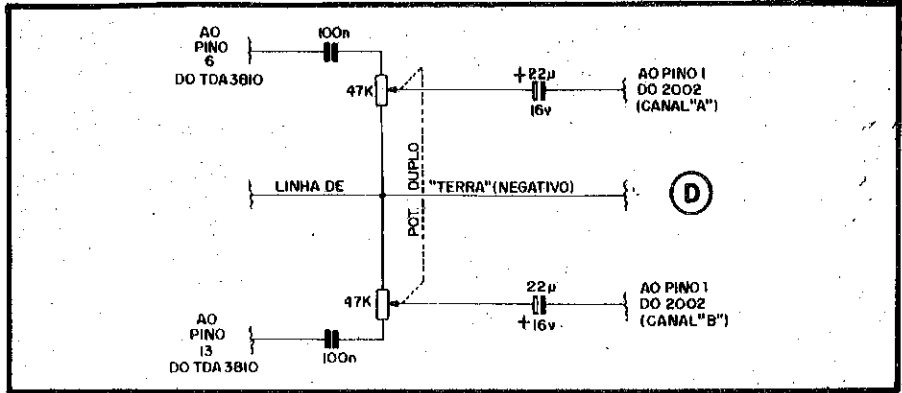 AO
PINO
6
DO TDA3810
100n
47K
+22µ
16v
AO PINO 1
DO 2002
(CANAL "A")
LINHA DE "TERRA" (NEGATIVO)
POT. DUPLO
D
47K
22µ
+16v
AO PINO 1
DO 2002
(CANAL "B")
AO
PINO
13
DO TDA3810
100n